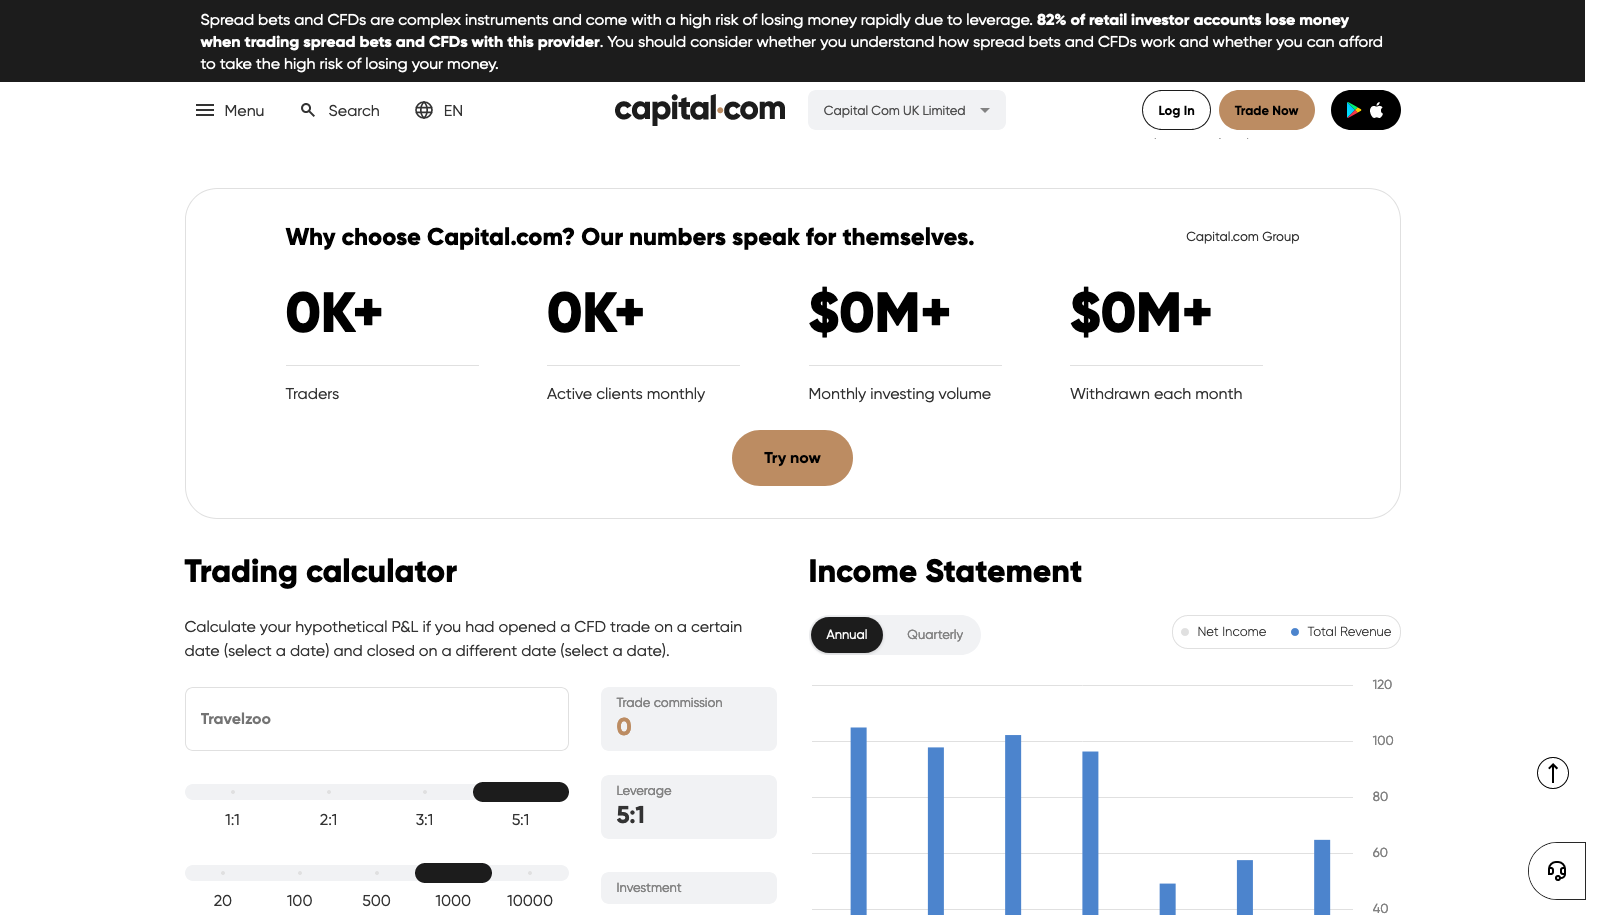 Spread bets and CFDs are complex instruments and come with a high risk of losing money rapidly due to leverage. 82% of retail investor accounts lose money
when trading spread bets and CFDs with this provider. You should consider whether you understand how spread bets and CFDs work and whether you can afford
to take the high risk of losing your money.
Menu Search EN capital.com Capital Com UK Limited Log In Trade Now
Why choose Capital.com? Our numbers speak for themselves. Capital.com Group
0K+ 0K+ $0M+ $0M+
Traders Active clients monthly Monthly investing volume Withdrawn each month
Try now
Trading calculator
Calculate your hypothetical P&L if you had opened a CFD trade on a certain
date (select a date) and closed on a different date (select a date).
Travelzoo
Trade commission
0
1:1 2:1 3:1 5:1
Leverage
5:1
20 100 500 1000 10000
Investment
Income Statement
Annual Quarterly
Net Income Total Revenue
120
100
80
60
40